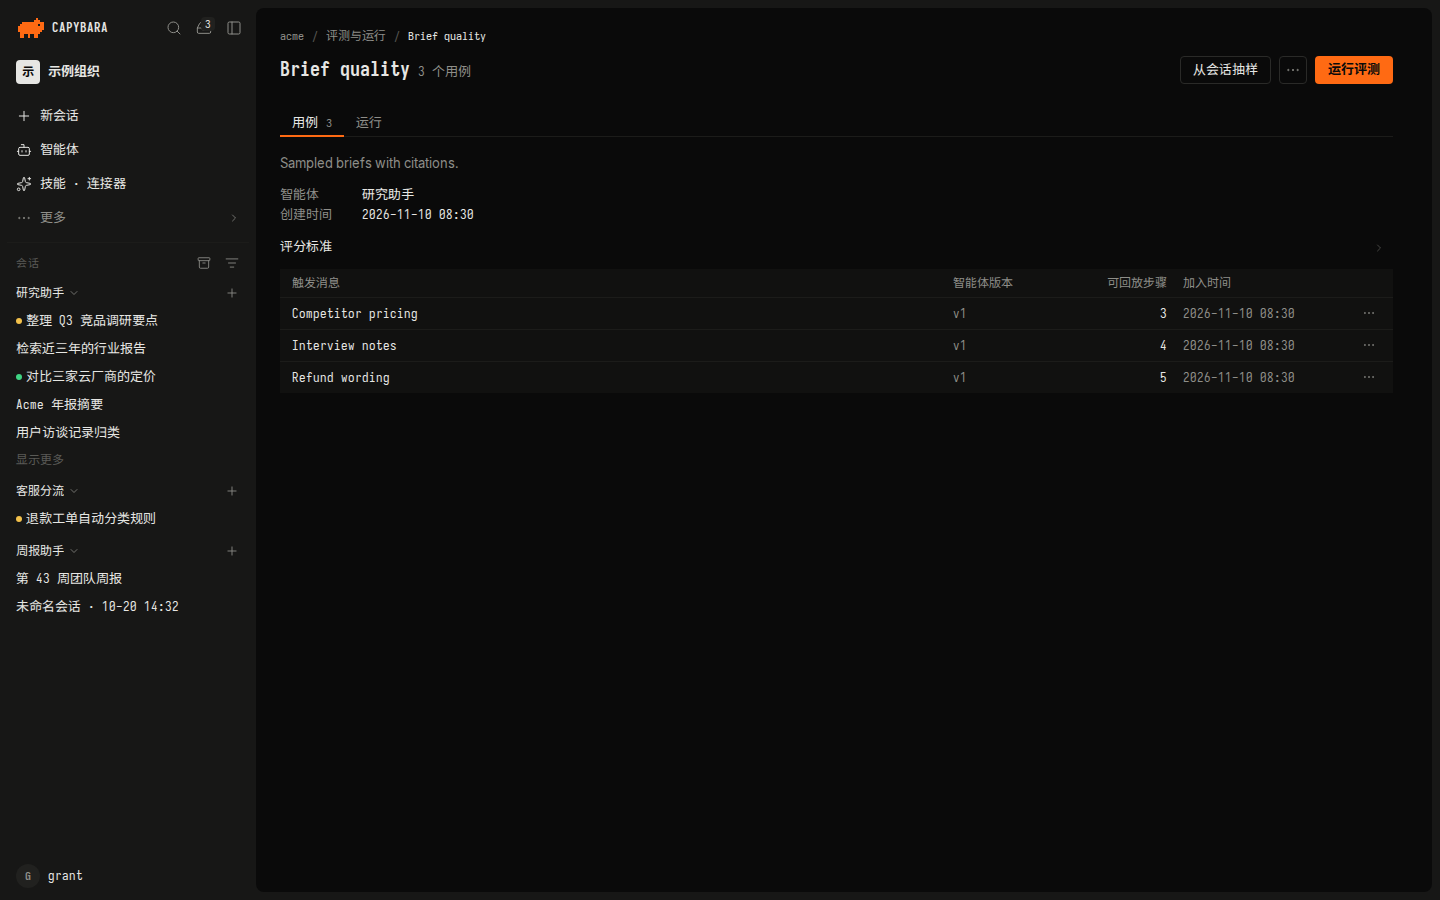 CAPYBARA
3
示 示例组织
新会话
智能体
技能 · 连接器
更多
会话
研究助手
整理 Q3 竞品调研要点
检索近三年的行业报告
对比三家云厂商的定价
Acme 年报摘要
用户访谈记录归类
显示更多
客服分流
退款工单自动分类规则
周报助手
第 43 周团队周报
未命名会话 · 10-20 14:32
G grant
acme / 评测与运行 / Brief quality
Brief quality 3 个用例
从会话抽样 ··· 运行评测
用例 3 运行
Sampled briefs with citations.
智能体 研究助手
创建时间 2026-11-10 08:30
评分标准
触发消息 智能体版本 可回放步骤 加入时间
Competitor pricing v1 3 2026-11-10 08:30 ···
Interview notes v1 4 2026-11-10 08:30 ···
Refund wording v1 5 2026-11-10 08:30 ···